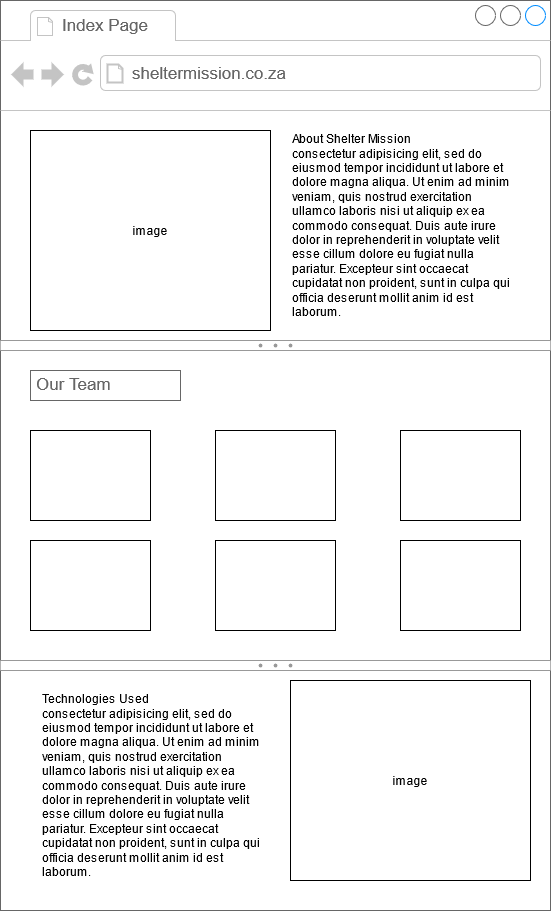 Index Page
sheltermission.co.za
image
About Shelter Mission
consectetur adipisicing elit, sed do
eiusmod tempor incididunt ut labore et
dolore magna aliqua. Ut enim ad minim
veniam, quis nostrud exercitation
ullamco laboris nisi ut aliquip ex ea
commodo consequat. Duis aute irure
dolor in reprehenderit in voluptate velit
esse cillum dolore eu fugiat nulla
pariatur. Excepteur sint occaecat
cupidatat non proident, sunt in culpa qui
officia deserunt mollit anim id est
laborum.
Our Team
Technologies Used
consectetur adipisicing elit, sed do
eiusmod tempor incididunt ut labore et
dolore magna aliqua. Ut enim ad minim
veniam, quis nostrud exercitation
ullamco laboris nisi ut aliquip ex ea
commodo consequat. Duis aute irure
dolor in reprehenderit in voluptate velit
esse cillum dolore eu fugiat nulla
pariatur. Excepteur sint occaecat
cupidatat non proident, sunt in culpa qui
officia deserunt mollit anim id est
laborum.
image